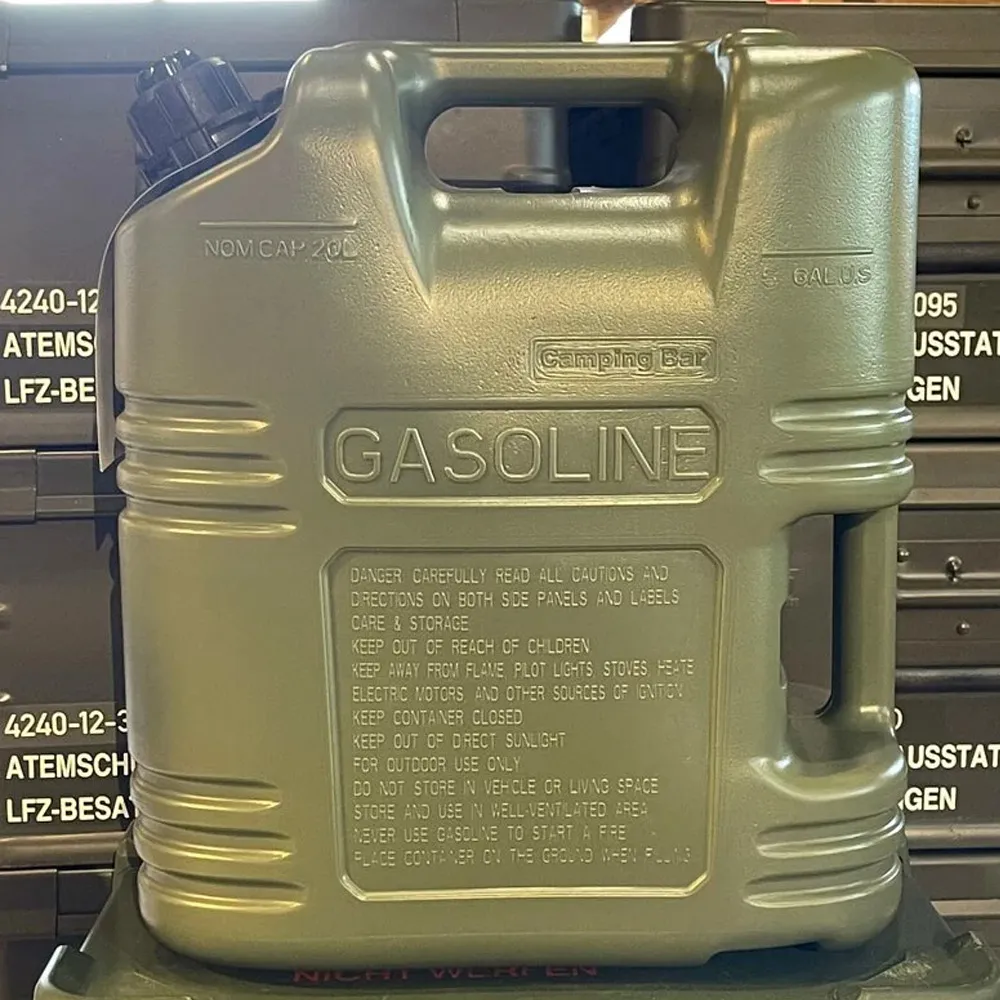 NOM CAP 20L
5 GAL U.S
4240-12
ATEMS
LFZ-BE
095
USSTAT
GEN
Camping Bar
GASOLINE
DANGER CAREFULLY READ ALL CAUTIONS AND
DIRECTIONS ON BOTH SIDE PANELS AND LABELS
CARE & STORAGE
KEEP OUT OF REACH OF CHILDREN
KEEP AWAY FROM FLAME, PILOT LIGHTS, STOVES, HEATE
ELECTRIC MOTORS, AND OTHER SOURCES OF IGNITION
KEEP CONTAINER CLOSED
KEEP OUT OF DIRECT SUNLIGHT
FOR OUTDOOR USE ONLY
DO NOT STORE IN VEHICLE OR LIVING SPACE
STORE AND USE IN WELL-VENTILATED AREA
NEVER USE GASOLINE TO START A FIRE
PLACE CONTAINER ON THE GROUND WHEN FILLING
4240-12-3
ATEMSCH
LFZ-BESA
AUSSTAT
GEN
NICHT WERFEN